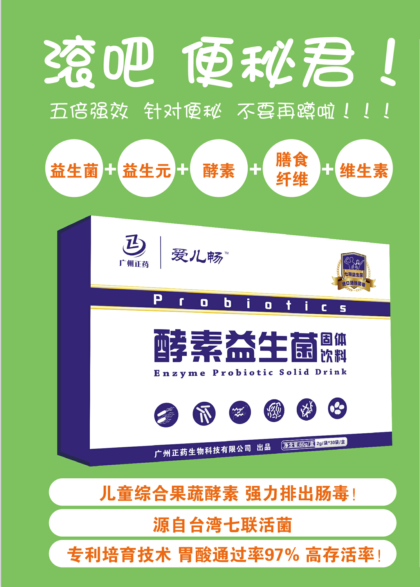 滚吧 便秘君！
五倍强效 针对便秘 不要再蹲啦！！！
益生菌+益生元+酵素+膳食纤维+维生素
广州正药 爱儿畅™
Probiotics
酵素益生菌固体饮料
Enzyme Probiotic Solid Drink
广州正药生物科技有限公司 出品
儿童综合果蔬酵素 强力排出肠毒！
源自台湾七联活菌
专利培育技术 胃酸通过率97% 高存活率！